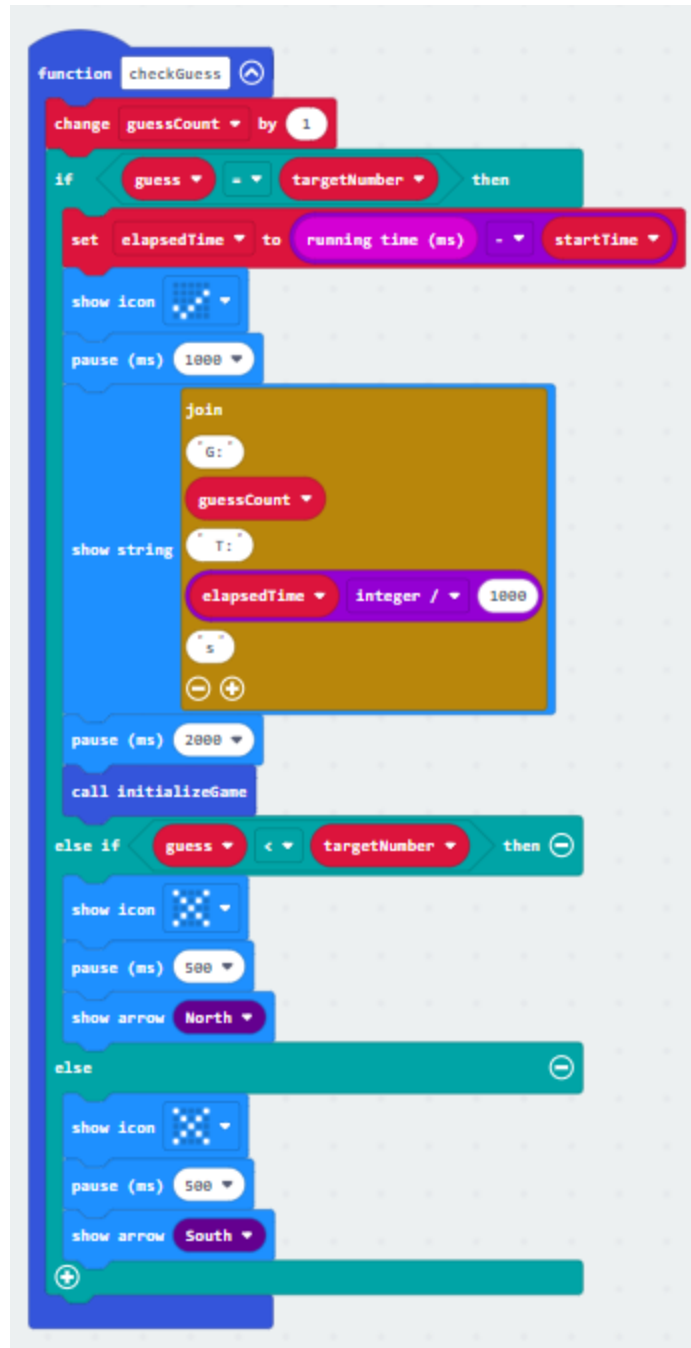 function checkGuess
change guessCount by 1
if guess = targetNumber then
set elapsedTime to running time (ms) - startTime
show icon
pause (ms) 1000
join
"G:"
guessCount
show string " T:"
elapsedTime integer / 1000
"s"
pause (ms) 2000
call initializeGame
else if guess < targetNumber then
show icon
pause (ms) 500
show arrow North
else
show icon
pause (ms) 500
show arrow South